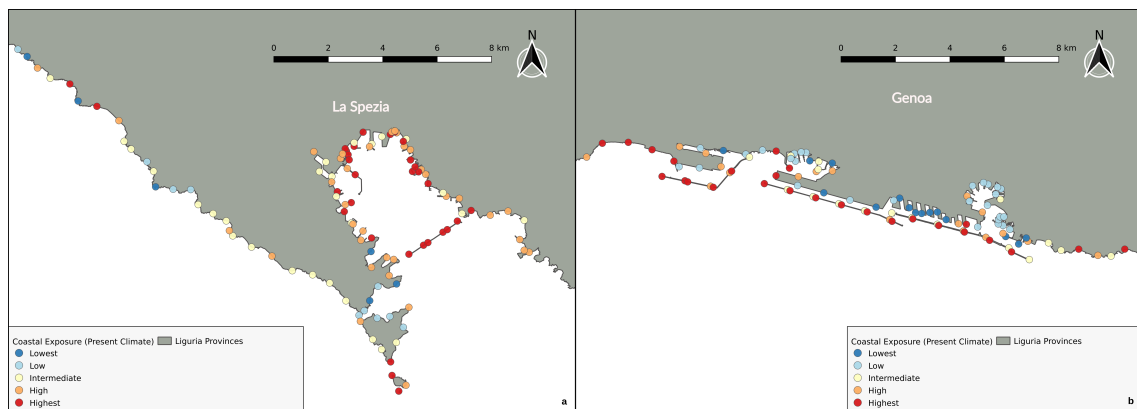 N
0 2 4 6 8 km
La Spezia
Coastal Exposure (Present Climate) Liguria Provinces
Lowest
Low
Intermediate
High
Highest
a
N
0 2 4 6 8 km
Genoa
Coastal Exposure (Present Climate) Liguria Provinces
Lowest
Low
Intermediate
High
Highest
b